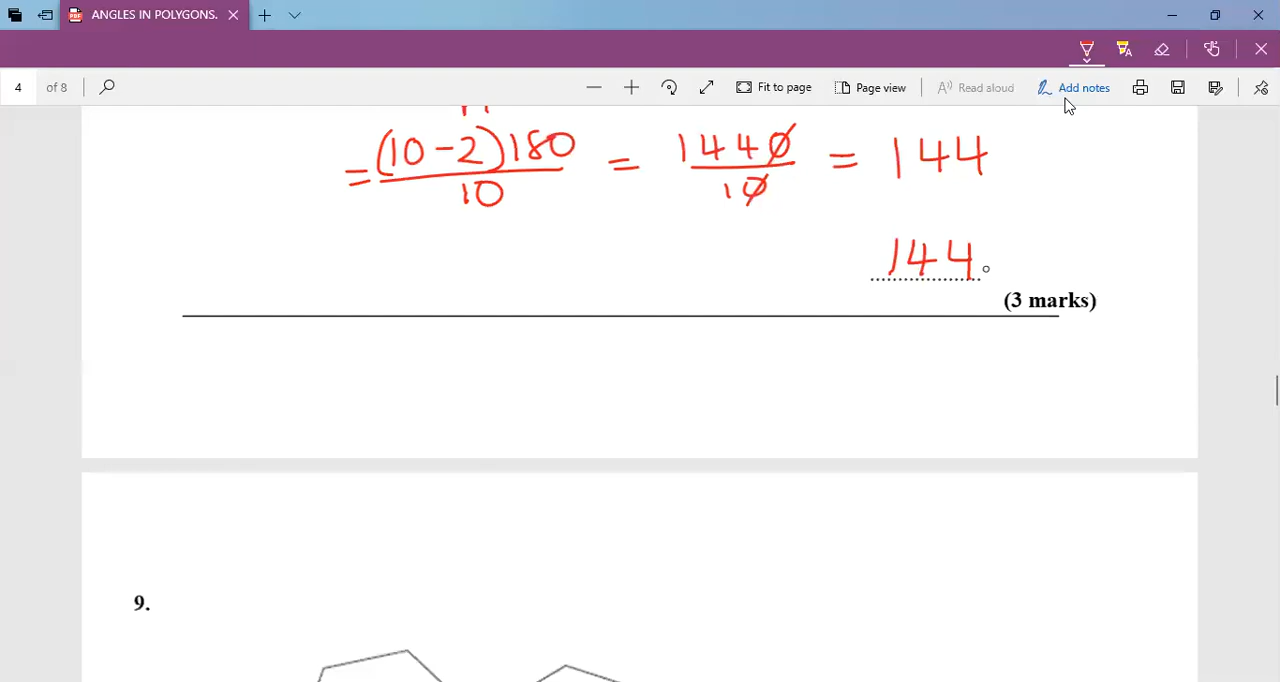 ANGLES IN POLYGONS.
4 of 8
Fit to page
Page view
Read aloud
Add notes
= (10-2)180 / 10 = 1440 / 10 = 144
144°
(3 marks)
9.